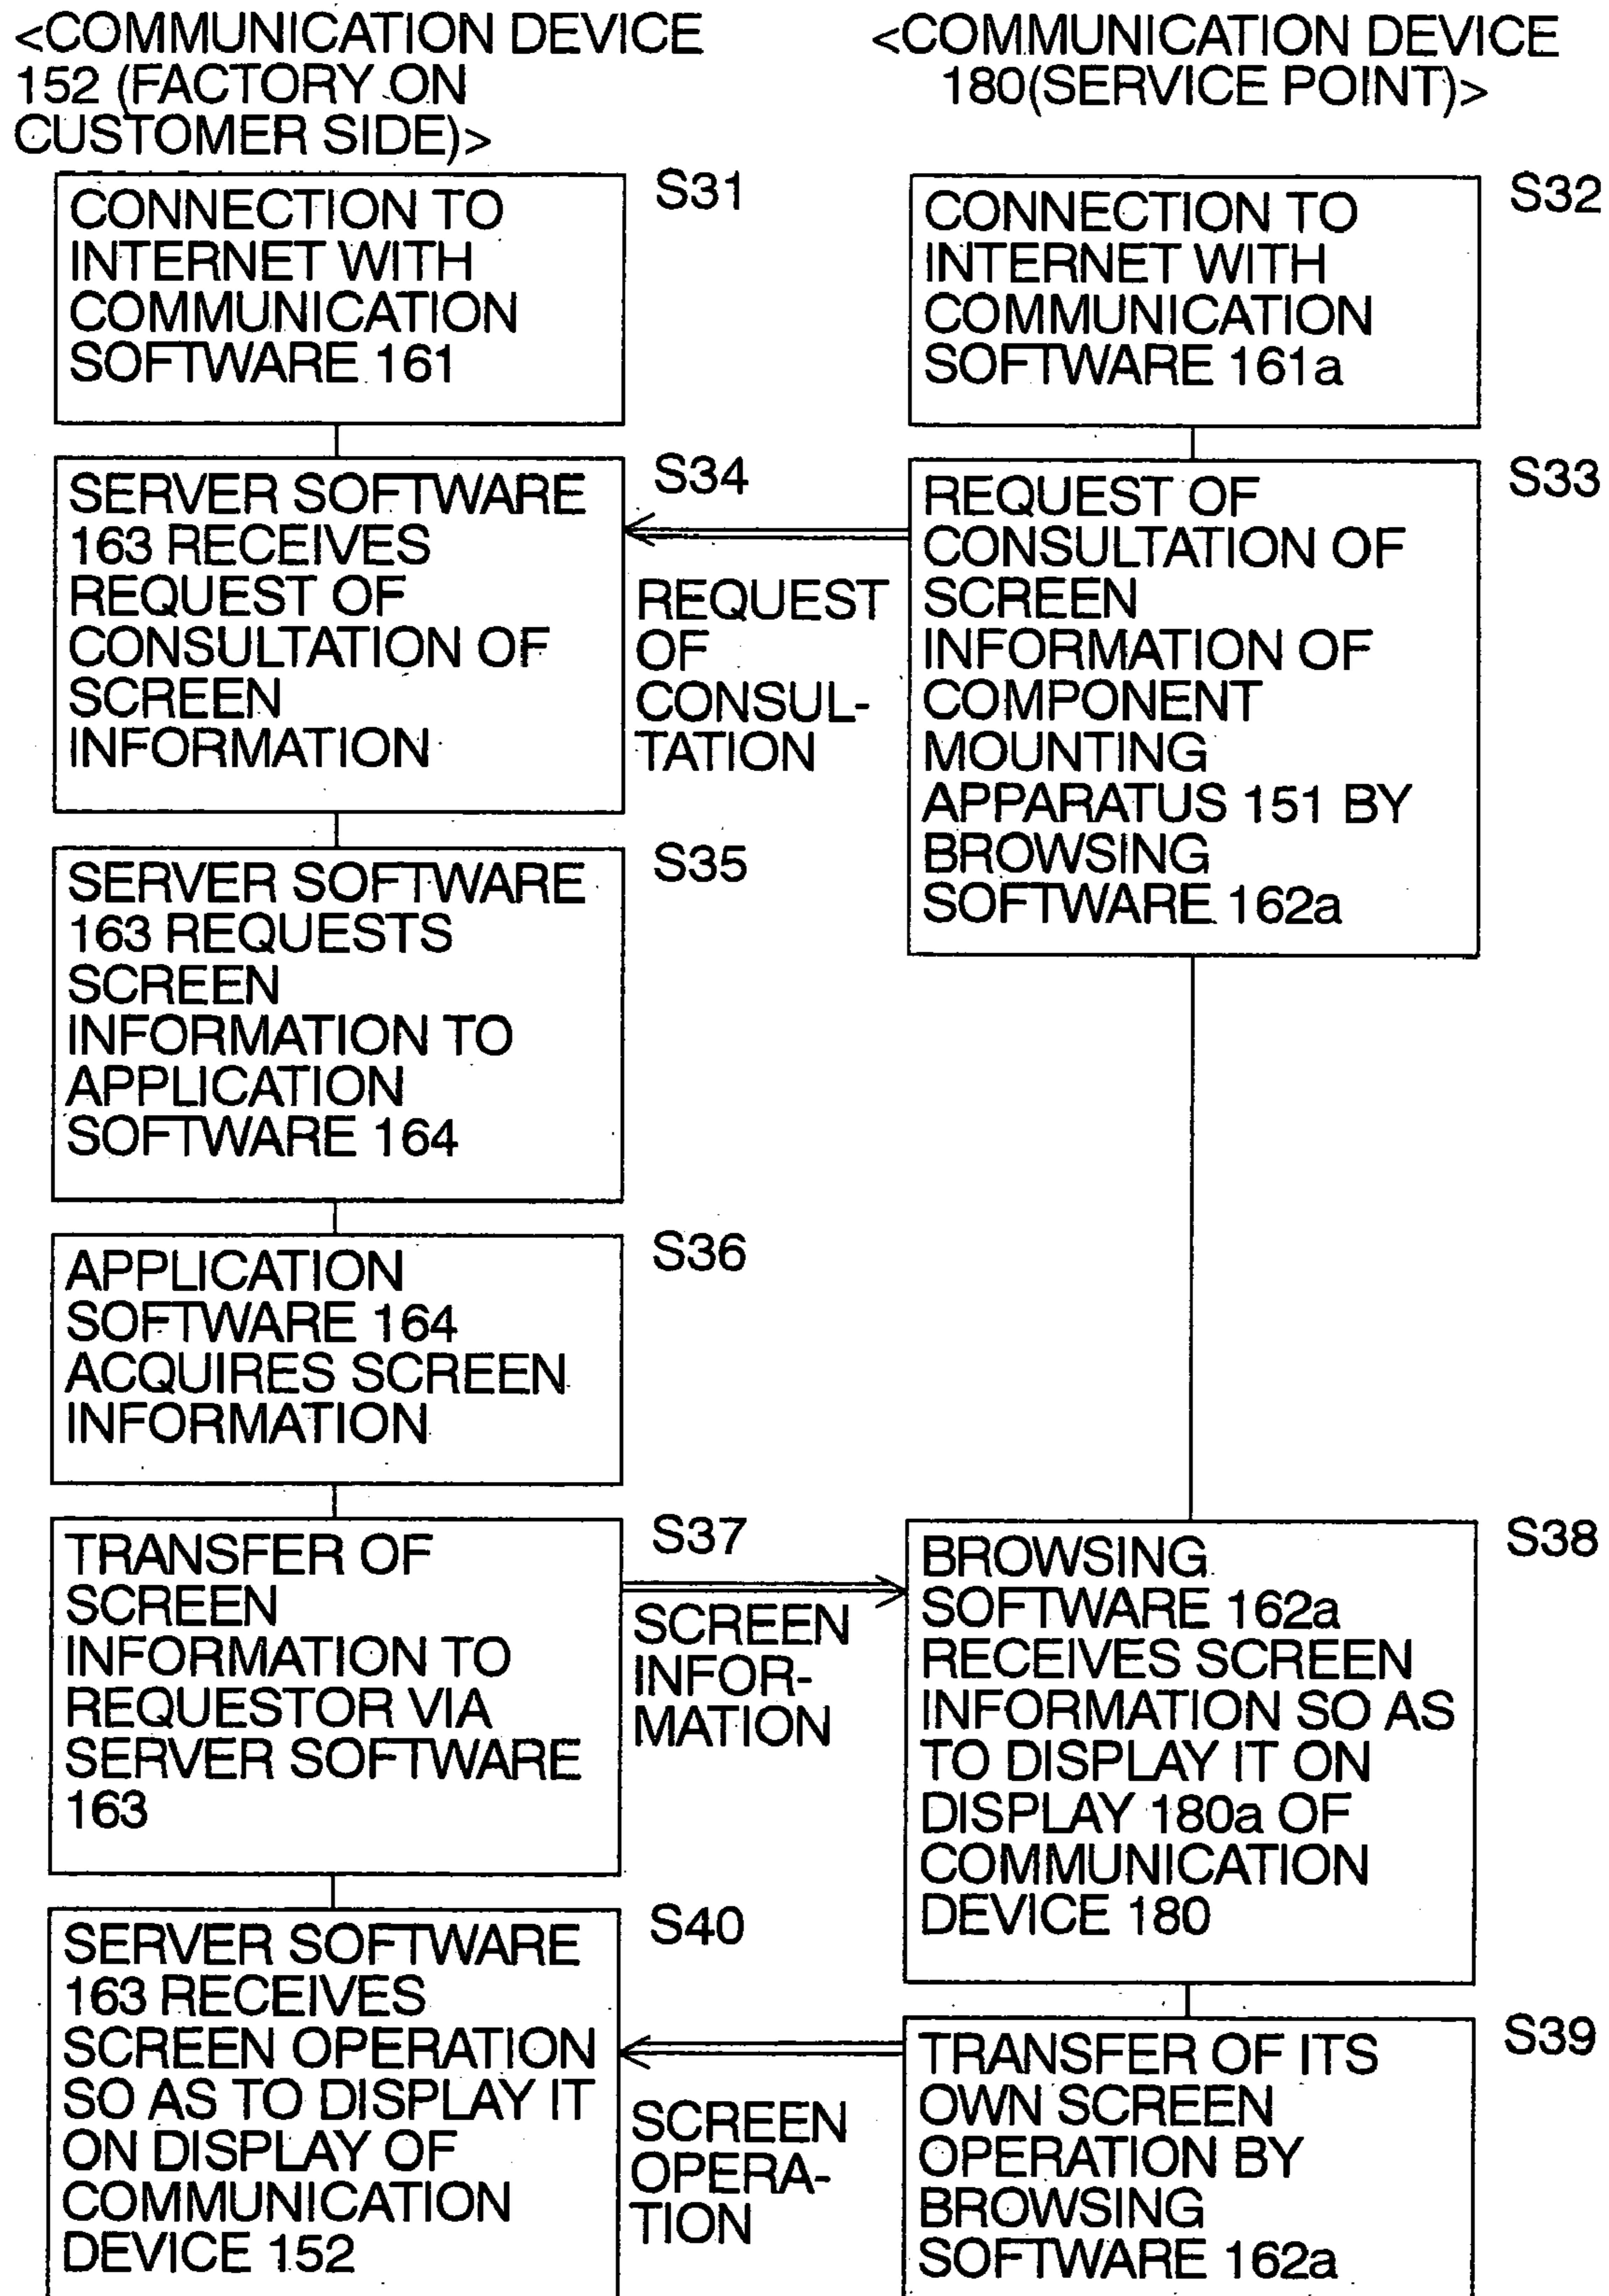 <COMMUNICATION DEVICE
152 (FACTORY ON
CUSTOMER SIDE)>
<COMMUNICATION DEVICE
180(SERVICE POINT)>
CONNECTION TO
INTERNET WITH
COMMUNICATION
SOFTWARE 161
S31
CONNECTION TO
INTERNET WITH
COMMUNICATION
SOFTWARE 161a
S32
SERVER SOFTWARE
163 RECEIVES
REQUEST OF
CONSULTATION OF
SCREEN
INFORMATION
S34
REQUEST
OF
CONSUL-
TATION
REQUEST OF
CONSULTATION OF
SCREEN
INFORMATION OF
COMPONENT
MOUNTING
APPARATUS 151 BY
BROWSING
SOFTWARE 162a
S33
SERVER SOFTWARE
163 REQUESTS
SCREEN
INFORMATION TO
APPLICATION
SOFTWARE 164
S35
APPLICATION
SOFTWARE 164
ACQUIRES SCREEN
INFORMATION
S36
TRANSFER OF
SCREEN
INFORMATION TO
REQUESTOR VIA
SERVER SOFTWARE
163
S37
SCREEN
INFOR-
MATION
BROWSING
SOFTWARE 162a
RECEIVES SCREEN
INFORMATION SO AS
TO DISPLAY IT ON
DISPLAY 180a OF
COMMUNICATION
DEVICE 180
S38
SERVER SOFTWARE
163 RECEIVES
SCREEN OPERATION
SO AS TO DISPLAY IT
ON DISPLAY OF
COMMUNICATION
DEVICE 152
S40
SCREEN
OPERA-
TION
TRANSFER OF ITS
OWN SCREEN
OPERATION BY
BROWSING
SOFTWARE 162a
S39